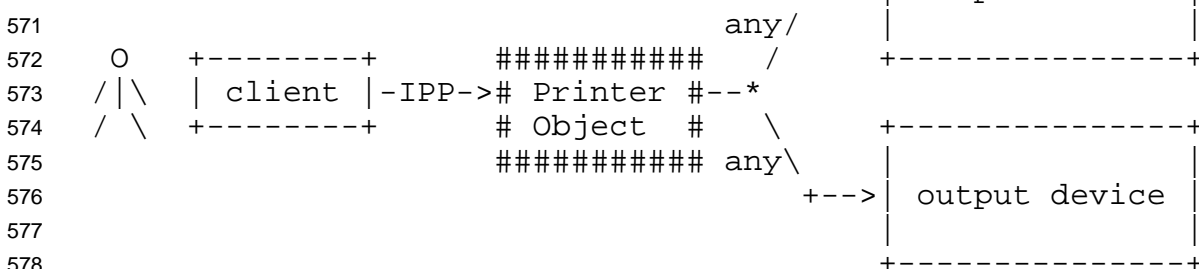 571 any/ | |
572 O +--------+ ########### / +---------------+
573 /|\ | client |-IPP-># Printer #--*
574 / \ +--------+ # Object # \ +---------------+
575 ########### any\ | |
576 +-->| output device |
577 | |
578 +---------------+